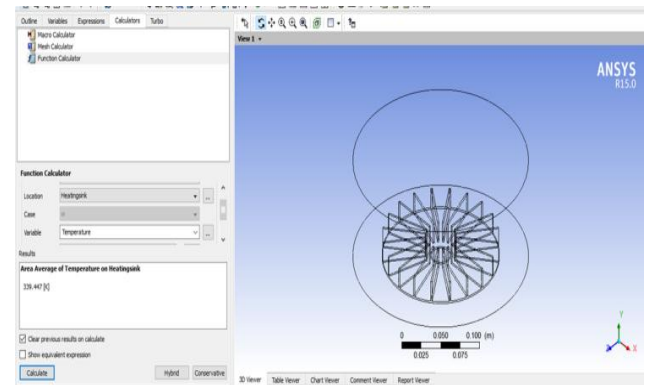 Outline Variables Expressions Calculators Turbo
Macro Calculator
Mesh Calculator
Function Calculator
View 1
ANSYS
R15.0
Function Calculator
Location Heatingsink ...
Case
Variable Temperature ...
Results
Area Average of Temperature on Heatingsink
339.447 [K]
Clear previous results on calculate
Show equivalent expression
Calculate Hybrid Conservative
0 0.050 0.100 (m)
0.025 0.075
Y
X
3D Viewer Table Viewer Chart Viewer Comment Viewer Report Viewer